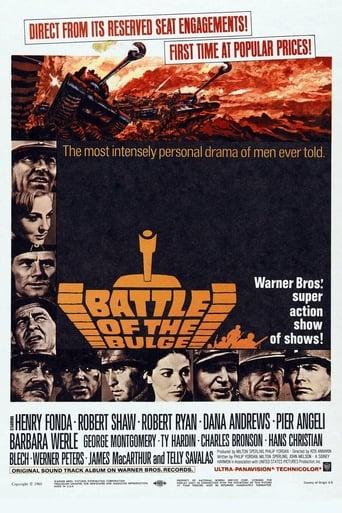 DIRECT FROM ITS RESERVED SEAT ENGAGEMENTS!
FIRST TIME AT POPULAR PRICES!
The most intensely personal drama of men ever told.
BATTLE
OF THE
BULGE
Warner Bros.'
super
action
show
of shows!
STARRING HENRY FONDA · ROBERT SHAW · ROBERT RYAN · DANA ANDREWS · PIER ANGELI
BARBARA WERLE GEORGE MONTGOMERY · TY HARDIN · CHARLES BRONSON · HANS CHRISTIAN
BLECH · WERNER PETERS · JAMES MacARTHUR and TELLY SAVALAS
ORIGINAL SOUND TRACK ALBUM ON WARNER BROS. RECORDS.
ULTRA-PANAVISION® TECHNICOLOR®